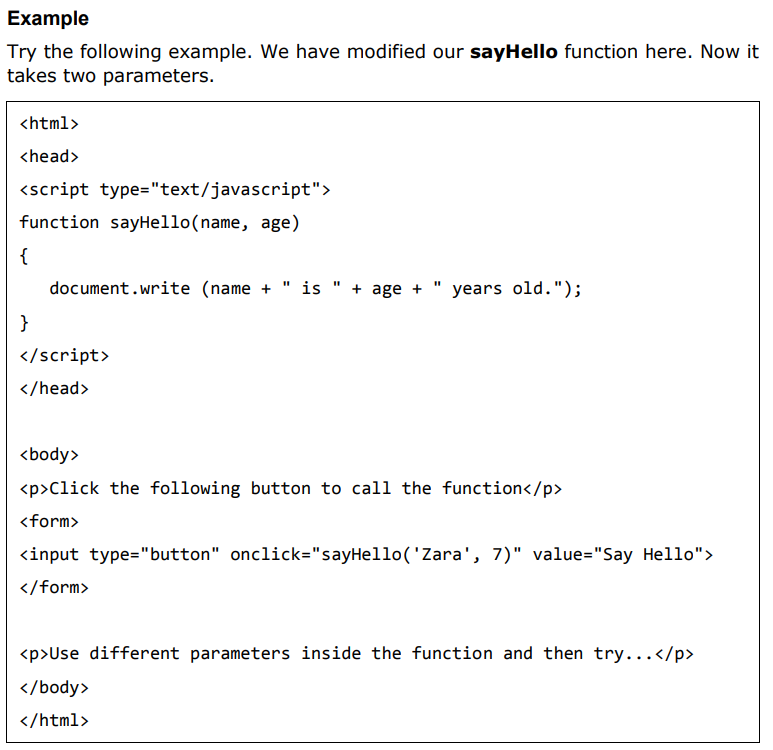 Example
Try the following example. We have modified our sayHello function here. Now it
takes two parameters.
<html>
<head>
<script type="text/javascript">
function sayHello(name, age)
{
   document.write (name + " is " + age + " years old.");
}
</script>
</head>

<body>
<p>Click the following button to call the function</p>
<form>
<input type="button" onclick="sayHello('Zara', 7)" value="Say Hello">
</form>

<p>Use different parameters inside the function and then try...</p>
</body>
</html>